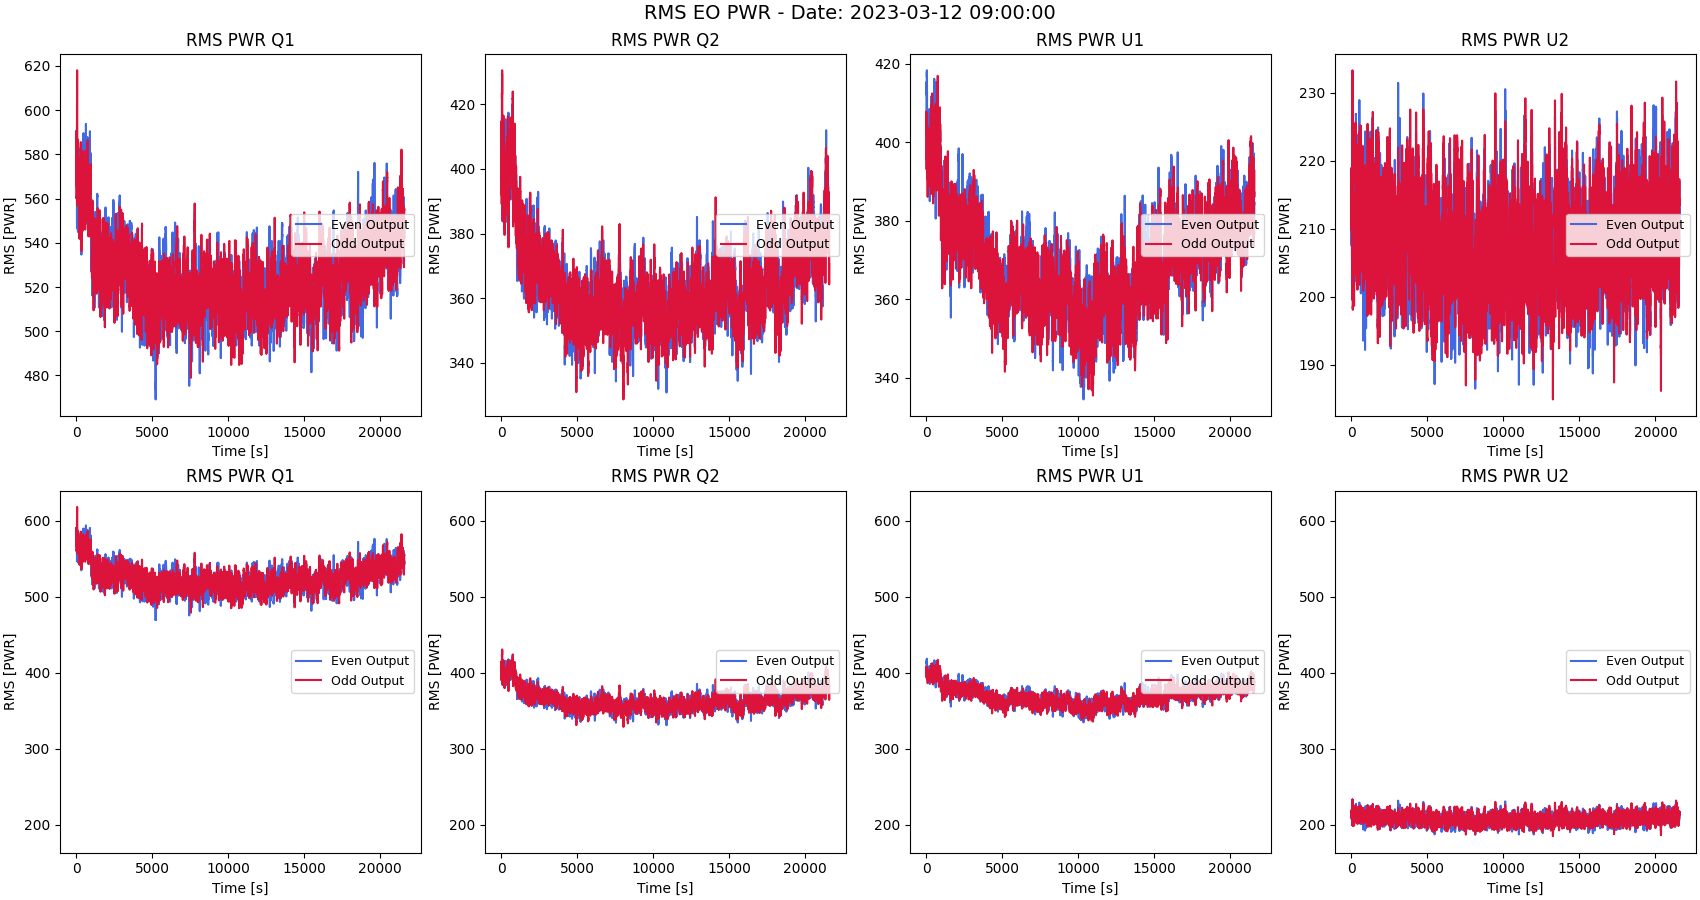 RMS EO PWR - Date: 2023-03-12 09:00:00
RMS PWR Q1
RMS [PWR]
620
600
580
560
540
520
500
480
0 5000 10000 15000 20000
Time [s]
Even Output
Odd Output
RMS PWR Q2
RMS [PWR]
420
400
380
360
340
0 5000 10000 15000 20000
Time [s]
Even Output
Odd Output
RMS PWR U1
RMS [PWR]
420
400
380
360
340
0 5000 10000 15000 20000
Time [s]
Even Output
Odd Output
RMS PWR U2
RMS [PWR]
230
220
210
200
190
0 5000 10000 15000 20000
Time [s]
Even Output
Odd Output
RMS PWR Q1
RMS [PWR]
600
500
400
300
200
0 5000 10000 15000 20000
Time [s]
Even Output
Odd Output
RMS PWR Q2
RMS [PWR]
600
500
400
300
200
0 5000 10000 15000 20000
Time [s]
Even Output
Odd Output
RMS PWR U1
RMS [PWR]
600
500
400
300
200
0 5000 10000 15000 20000
Time [s]
Even Output
Odd Output
RMS PWR U2
RMS [PWR]
600
500
400
300
200
0 5000 10000 15000 20000
Time [s]
Even Output
Odd Output